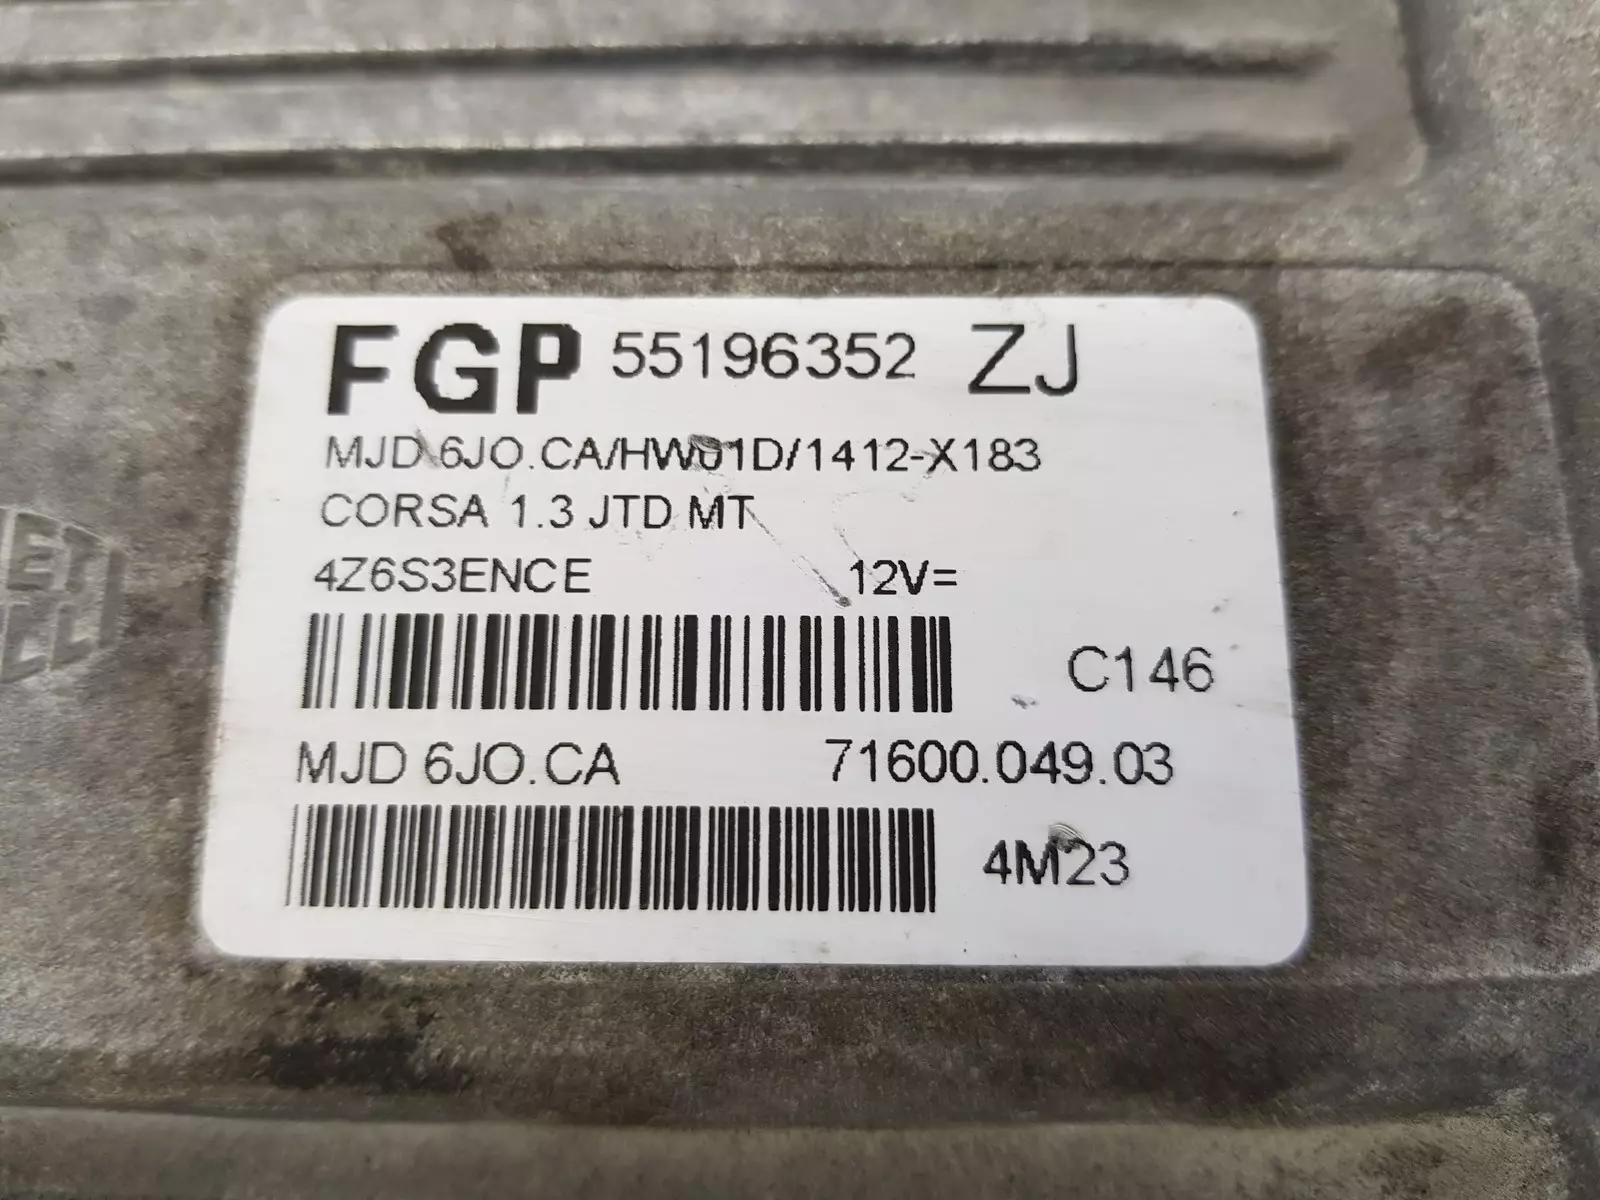 FGP 55196352 ZJ
MJD 6JO.CA/HW01D/1412-X183
CORSA 1.3 JTD MT
4Z6S3ENCE 12V=
C146
MJD 6JO.CA 71600.049.03
4M23